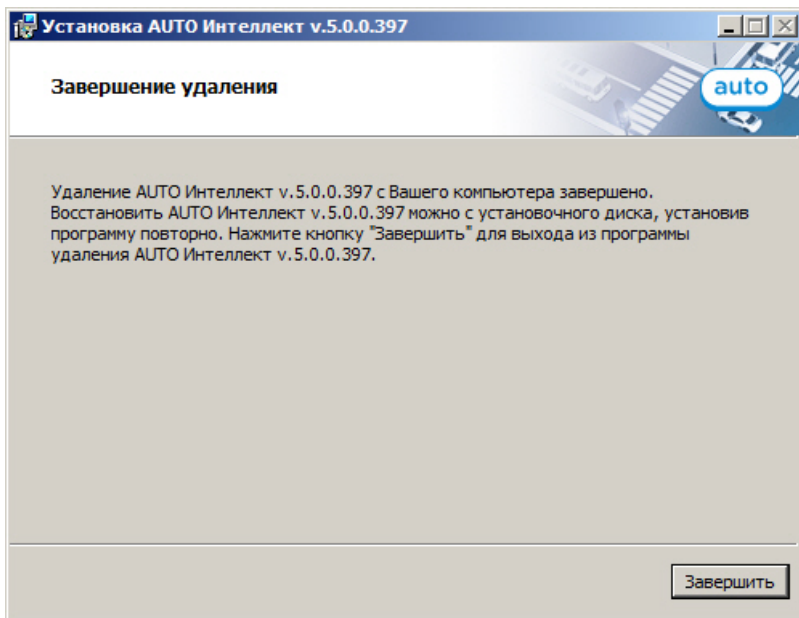 Установка AUTO Интеллект v.5.0.0.397
Завершение удаления
auto
Удаление AUTO Интеллект v.5.0.0.397 с Вашего компьютера завершено.
Восстановить AUTO Интеллект v.5.0.0.397 можно с установочного диска, установив
программу повторно. Нажмите кнопку "Завершить" для выхода из программы
удаления AUTO Интеллект v.5.0.0.397.
Завершить